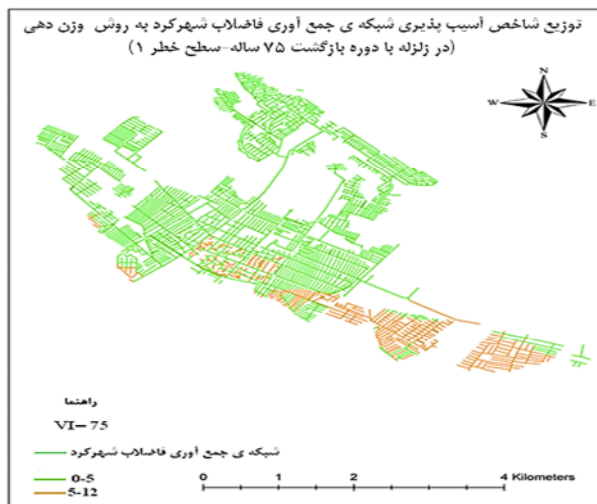 توزیع شاخص آسیب پذیری شبکه ی جمع آوری فاضلاب شهرکرد به روش وزن دهی
(در زلزله با دوره بازگشت ۷۵ ساله-سطح خطر ۱)
N
W E
S
راهنما
VI-75
شبکه ی جمع آوری فاضلاب شهرکرد
0-5
5-12
0 1 2 4 Kilometers